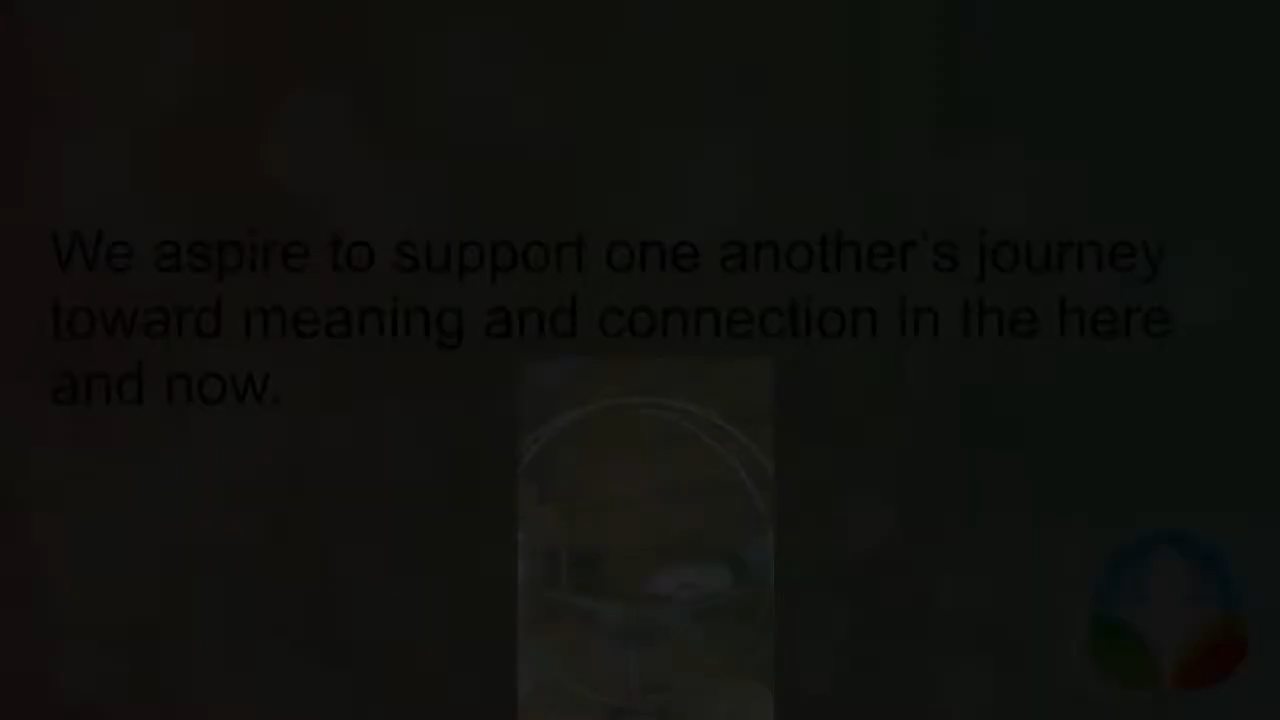 We aspire to support one another's journey
toward meaning and connection in the here
and now.